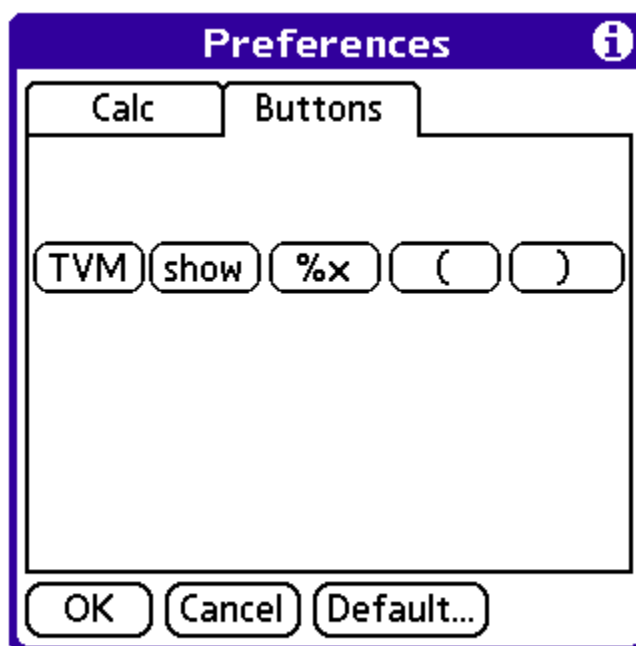 Preferences i
Calc Buttons
TVM show %x ( )
OK Cancel Default...